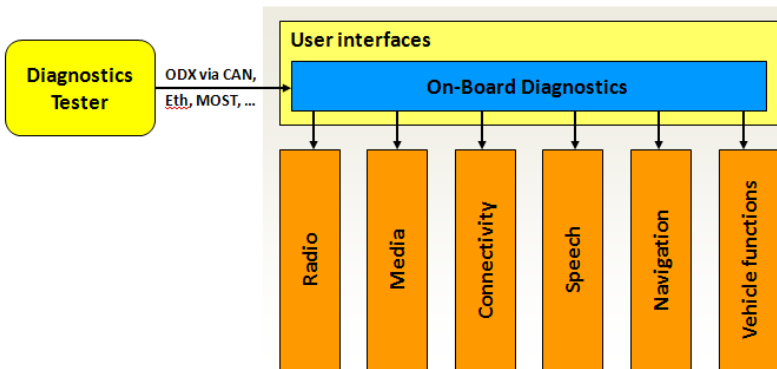 User interfaces
Diagnostics
Tester
ODX via CAN,
Eth, MOST, ...
On-Board Diagnostics
Radio
Media
Connectivity
Speech
Navigation
Vehicle functions